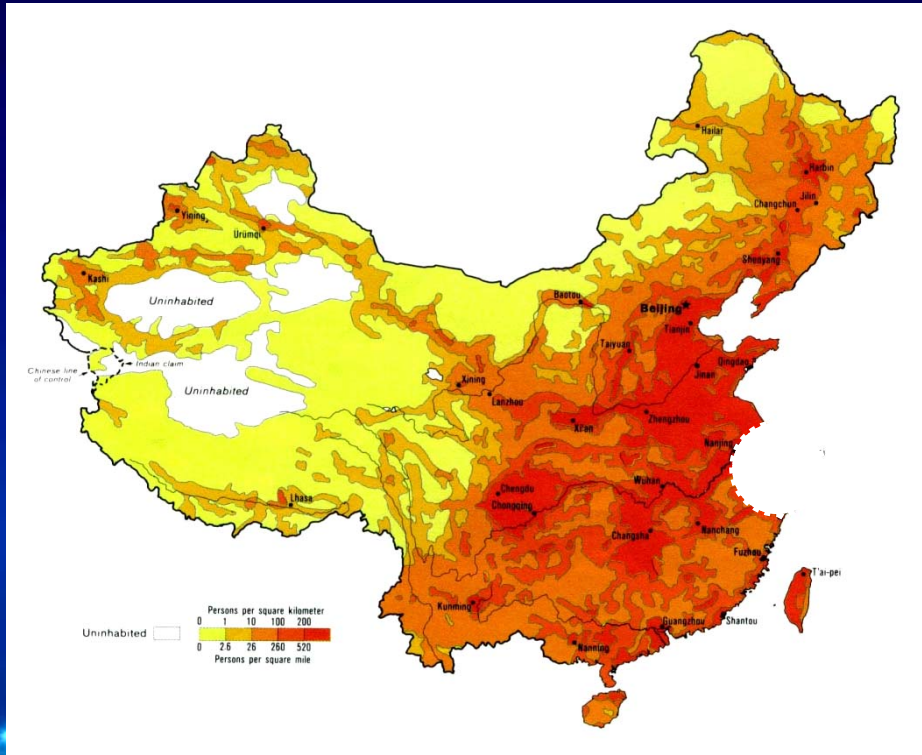 Hailar
Harbin
Jilin
Changchun
Yining
Ürümqi
Shenyang
Kashi
Baotou
Beijing
Uninhabited
Tianjin
Taiyuan
Qingdao
Indian claim
Chinese line
of control
Jinan
Uninhabited
Xining
Lanzhou
Zhengzhou
Xi'an
Nanjing
Chengdu
Wuhan
Lhasa
Chongqing
Nanchang
Changsha
Fuzhou
T'ai-pei
Kunming
Persons per square kilometer
0 1 10 100 200
Uninhabited
0 2.6 26 260 520
Persons per square mile
Guangzhou
Shantou
Nanning